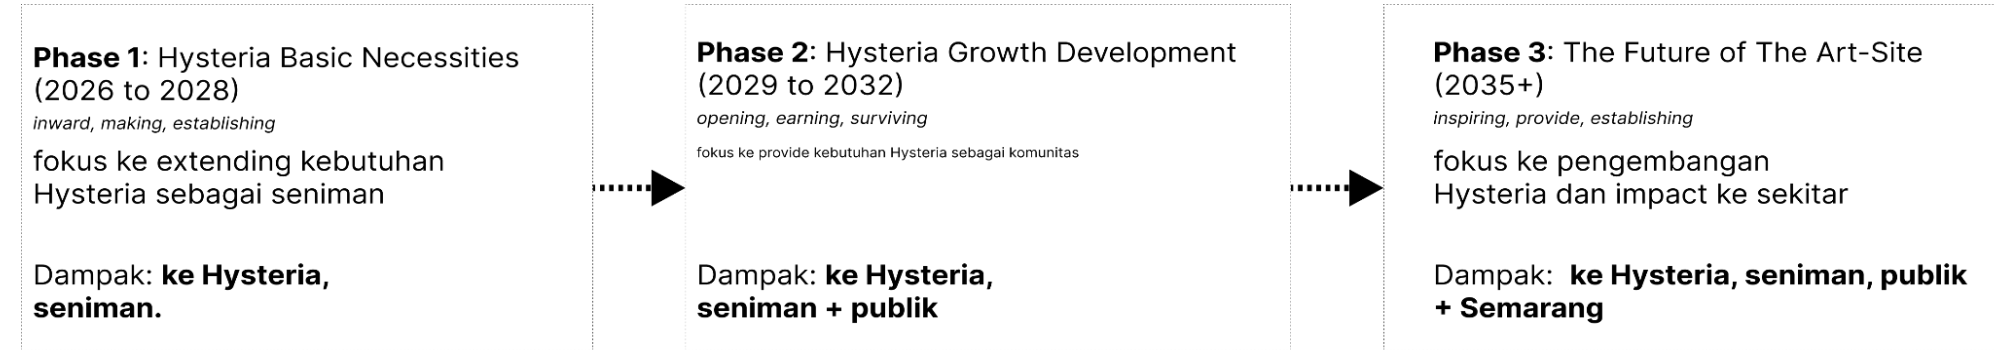 Phase 1: Hysteria Basic Necessities
(2026 to 2028)
inward, making, establishing
fokus ke extending kebutuhan
Hysteria sebagai seniman
Dampak: ke Hysteria,
seniman.
Phase 2: Hysteria Growth Development
(2029 to 2032)
opening, earning, surviving
fokus ke provide kebutuhan Hysteria sebagai komunitas
Dampak: ke Hysteria,
seniman + publik
Phase 3: The Future of The Art-Site
(2035+)
inspiring, provide, establishing
fokus ke pengembangan
Hysteria dan impact ke sekitar
Dampak:  ke Hysteria, seniman, publik
+ Semarang